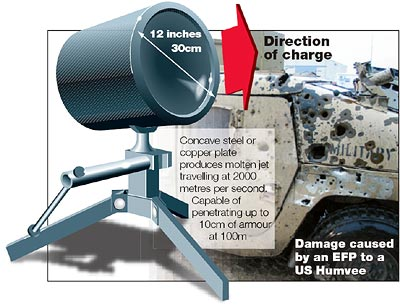 12 inches
30cm
Direction
of charge
Concave steel or
copper plate
produces molten jet
travelling at 2000
metres per second.
Capable of
penetrating up to
10cm of armour
at 100m
MILITARY
Damage caused
by an EFP to a
US Humvee